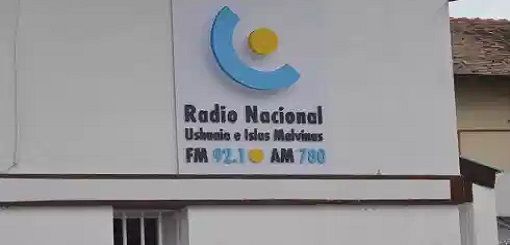 Radio Nacional
Ushuaia e Islas Malvinas
FM 92.1 AM 780